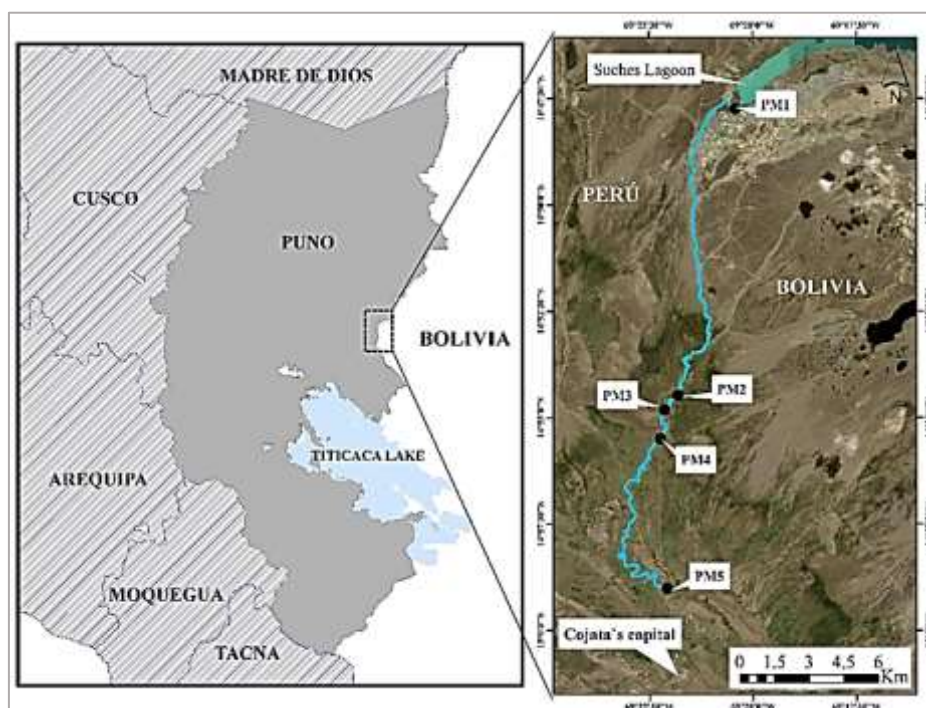 MADRE DE DIOS
CUSCO
PUNO
BOLIVIA
TITICACA LAKE
AREQUIPA
MOQUEGUA
TACNA
Suches Lagoon
PM1
N
PERÚ
BOLIVIA
PM2
PM3
PM4
PM5
Cojata's capital
0 1,5 3 4,5 6
Km